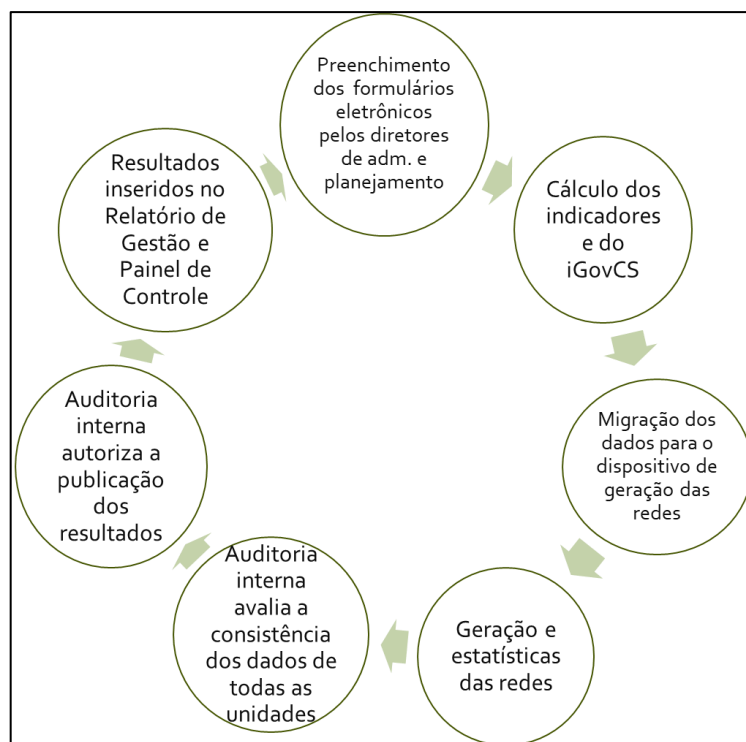 Preenchimento
dos formulários
eletrônicos
pelos diretores
de adm. e
planejamento
Cálculo dos
indicadores
e do
iGovCS
Migração dos
dados para o
dispositivo de
geração das
redes
Geração e
estatísticas
das redes
Auditoria
interna
avalia a
consistência
dos dados de
todas as
unidades
Auditoria
interna
autoriza a
publicação
dos
resultados
Resultados
inseridos no
Relatório de
Gestão e
Painel de
Controle